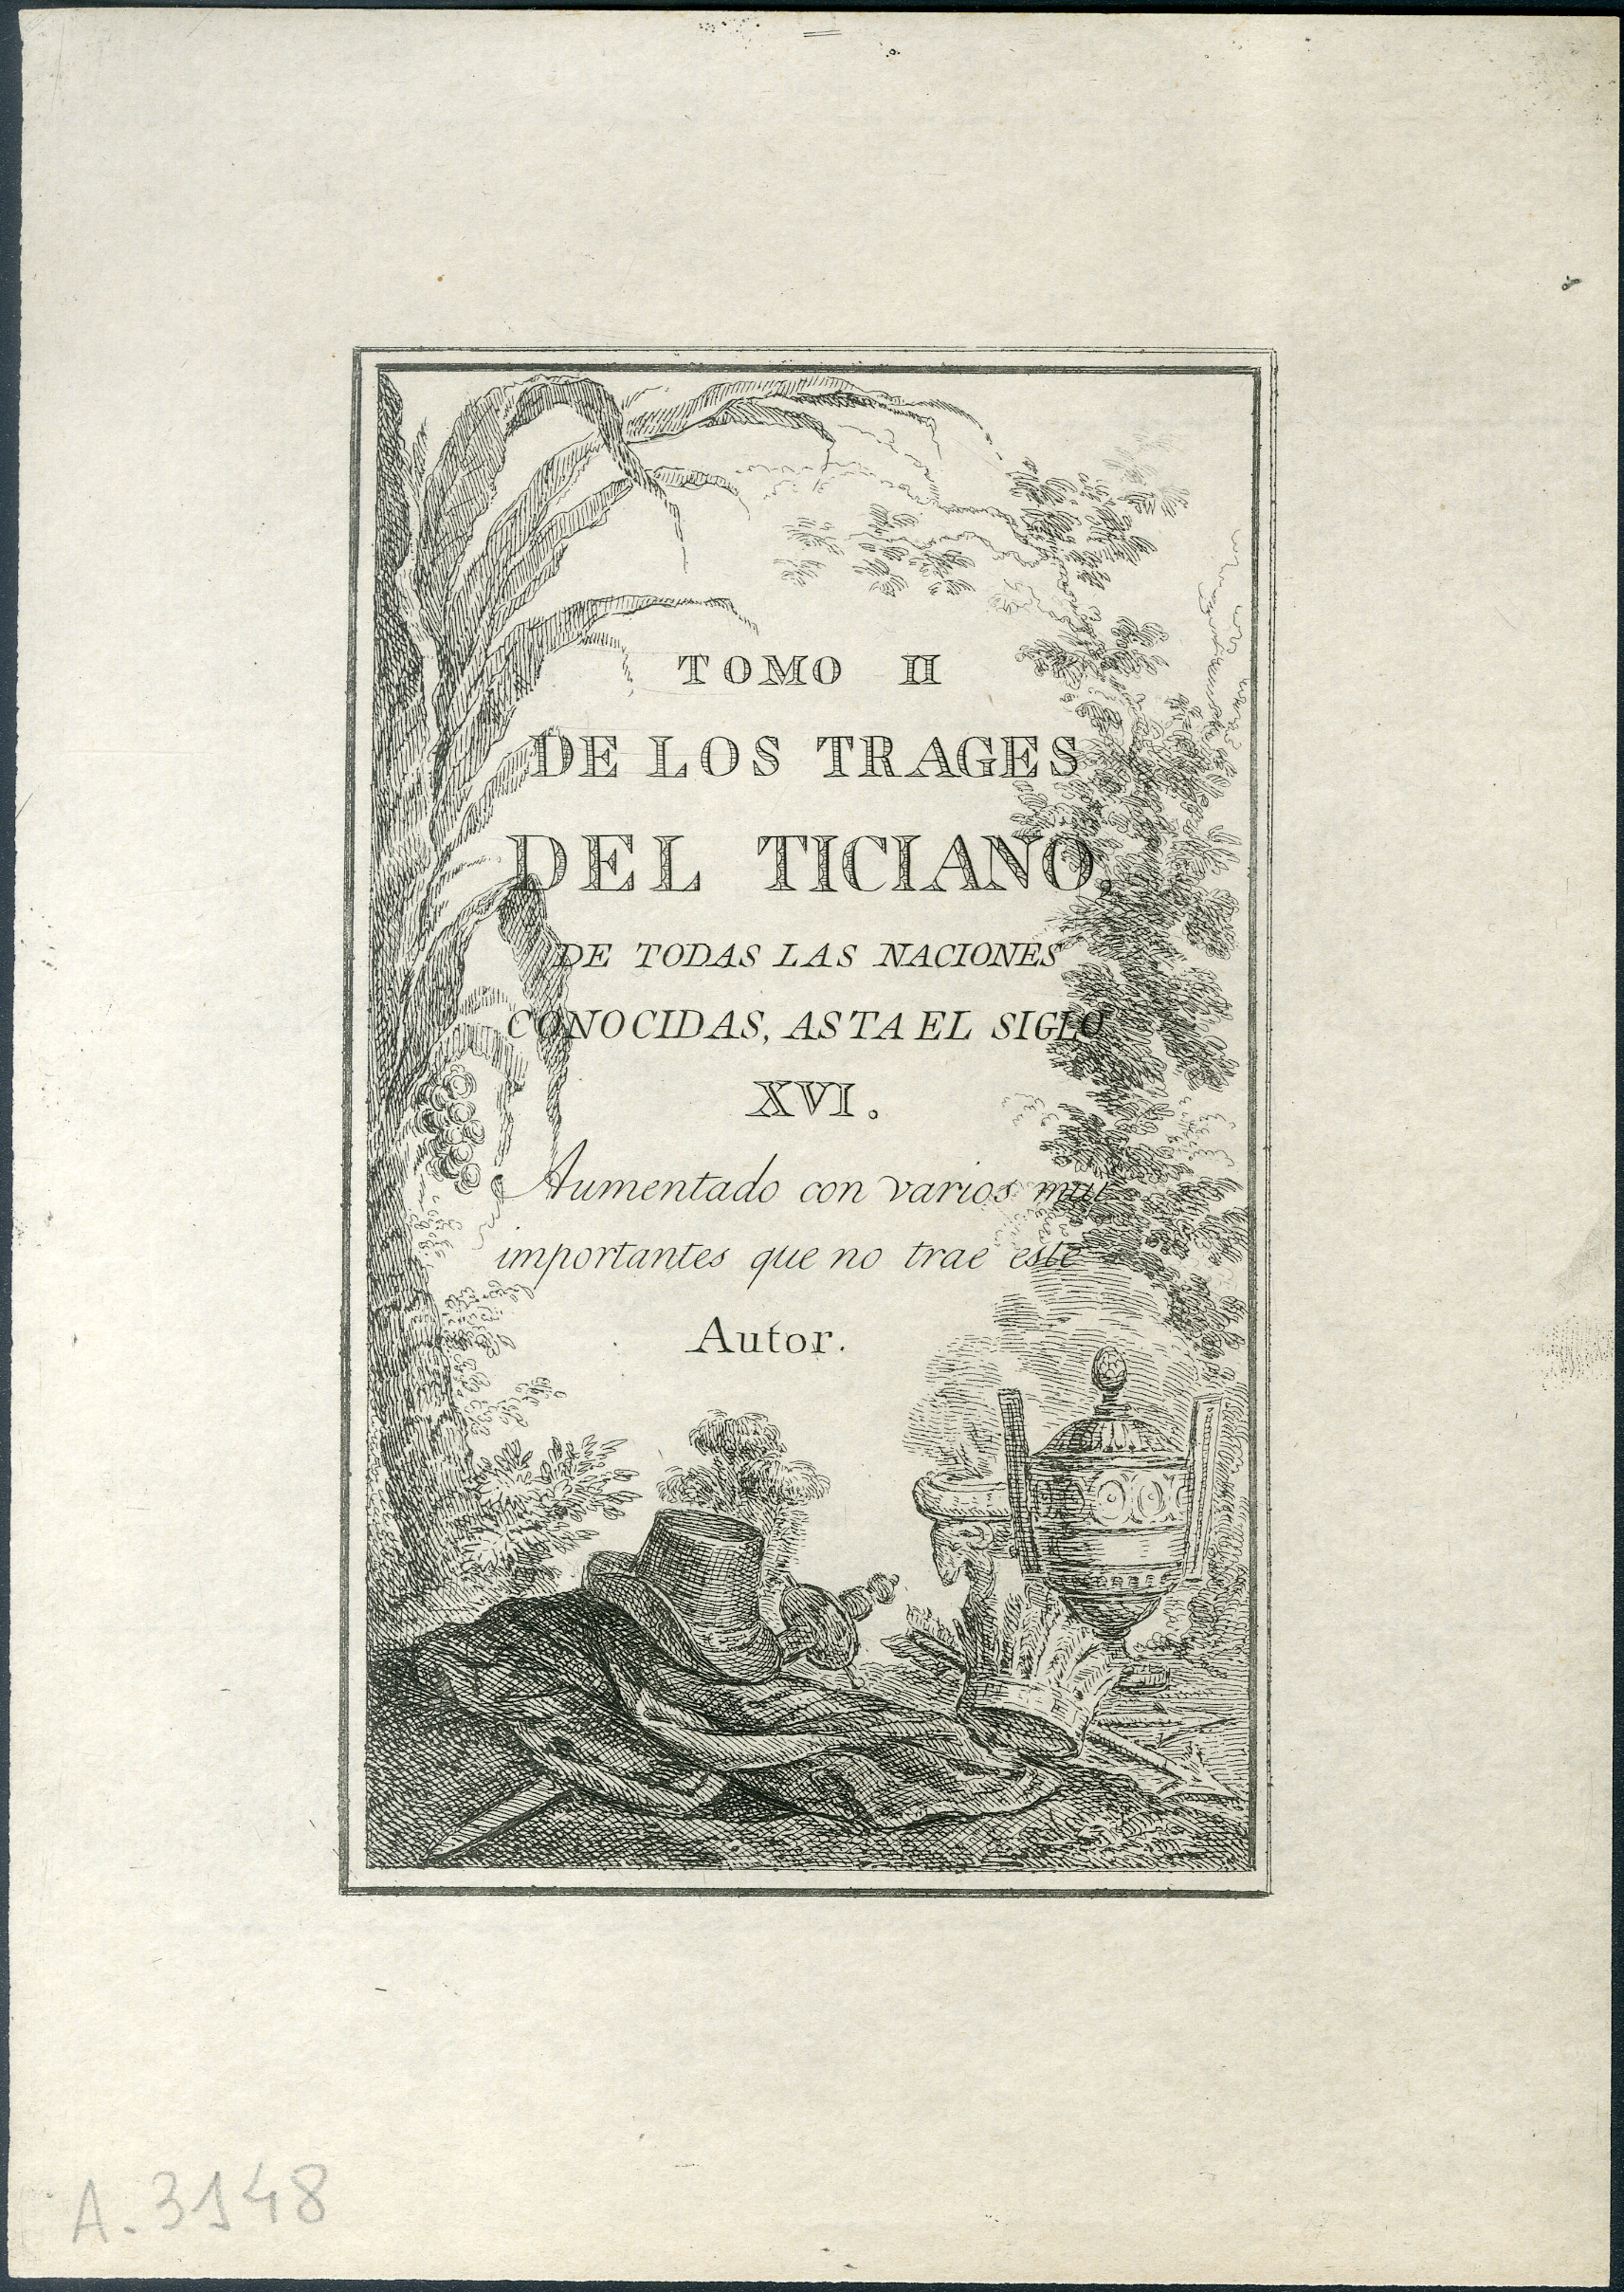 TOMO II
DE LOS TRAGES
DEL TICIANO,
DE TODAS LAS NACIONES
CONOCIDAS, ASTA EL SIGLO
XVI.
Aumentado con varios mui
importantes que no trae este
Autor.
A. 3148